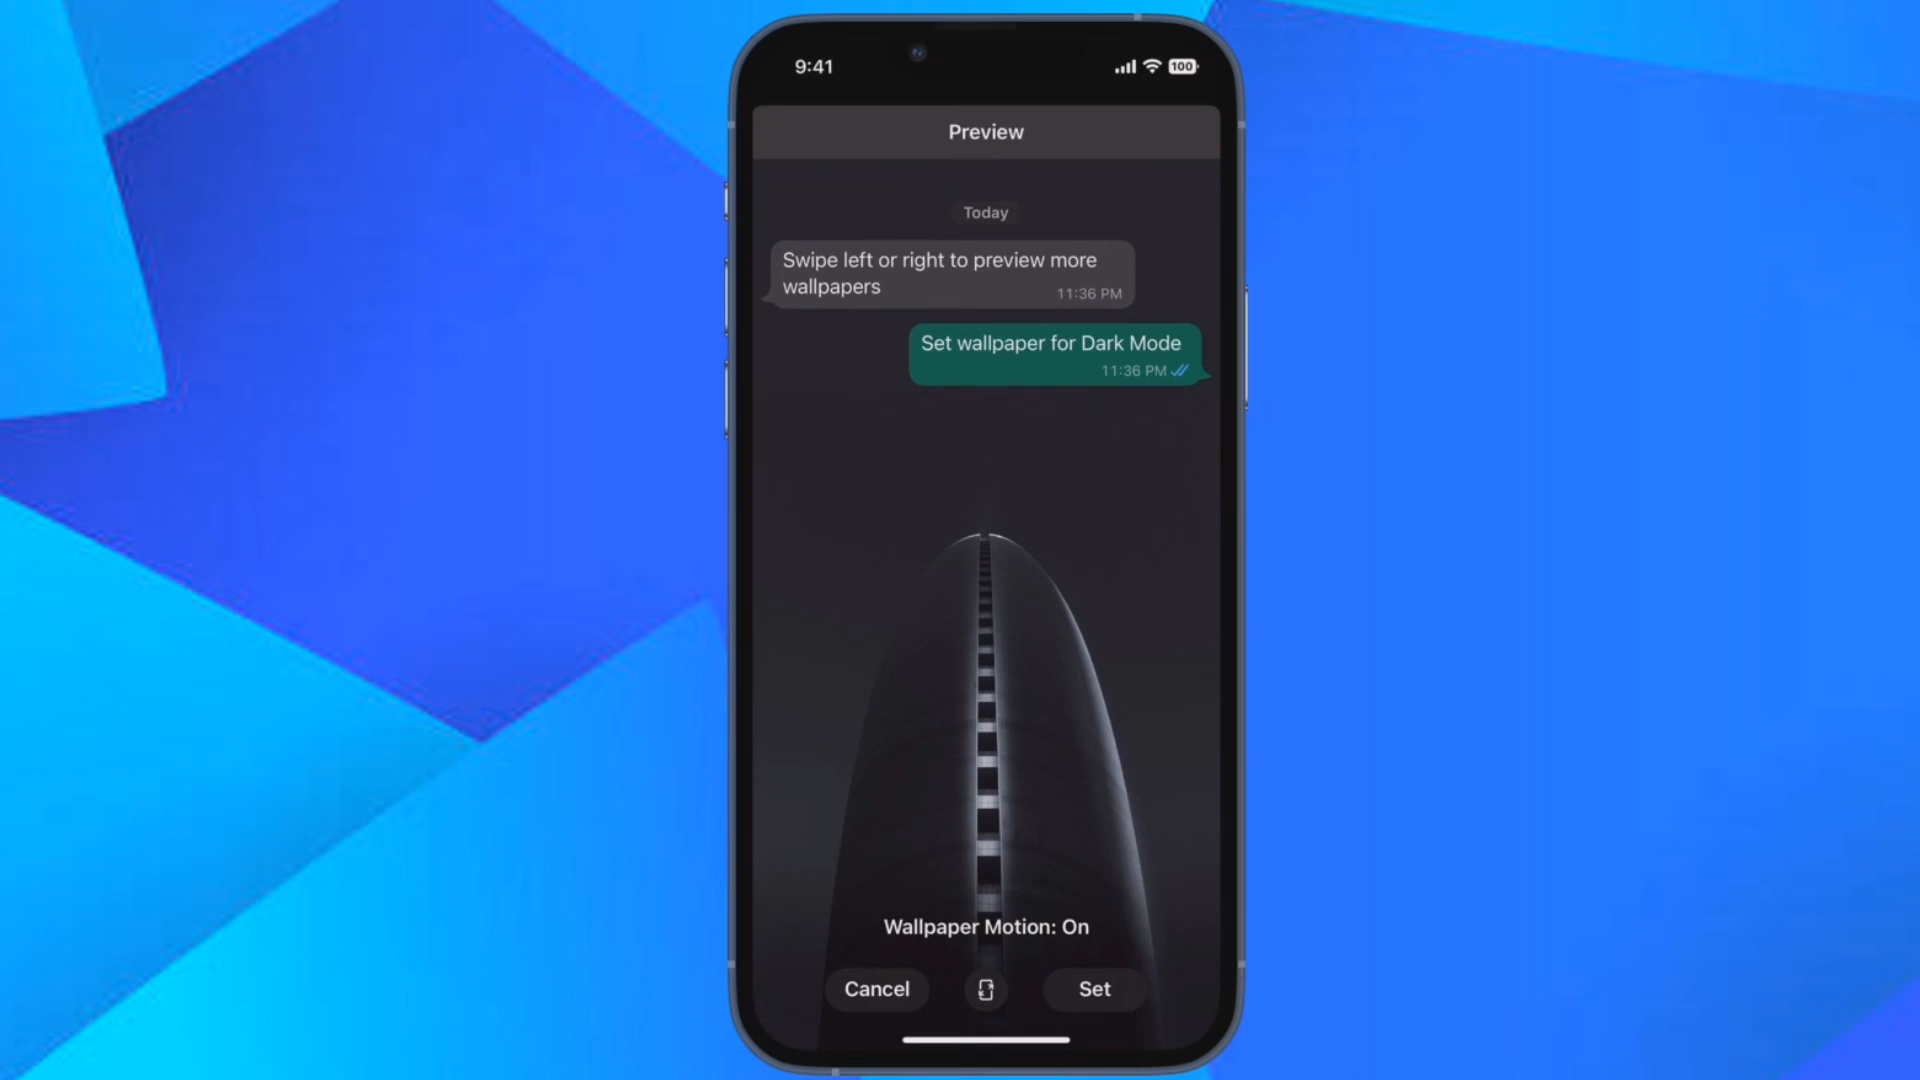 9:41
100
Preview
Today
Swipe left or right to preview more
wallpapers
11:36 PM
Set wallpaper for Dark Mode
11:36 PM
Wallpaper Motion: On
Cancel
Set